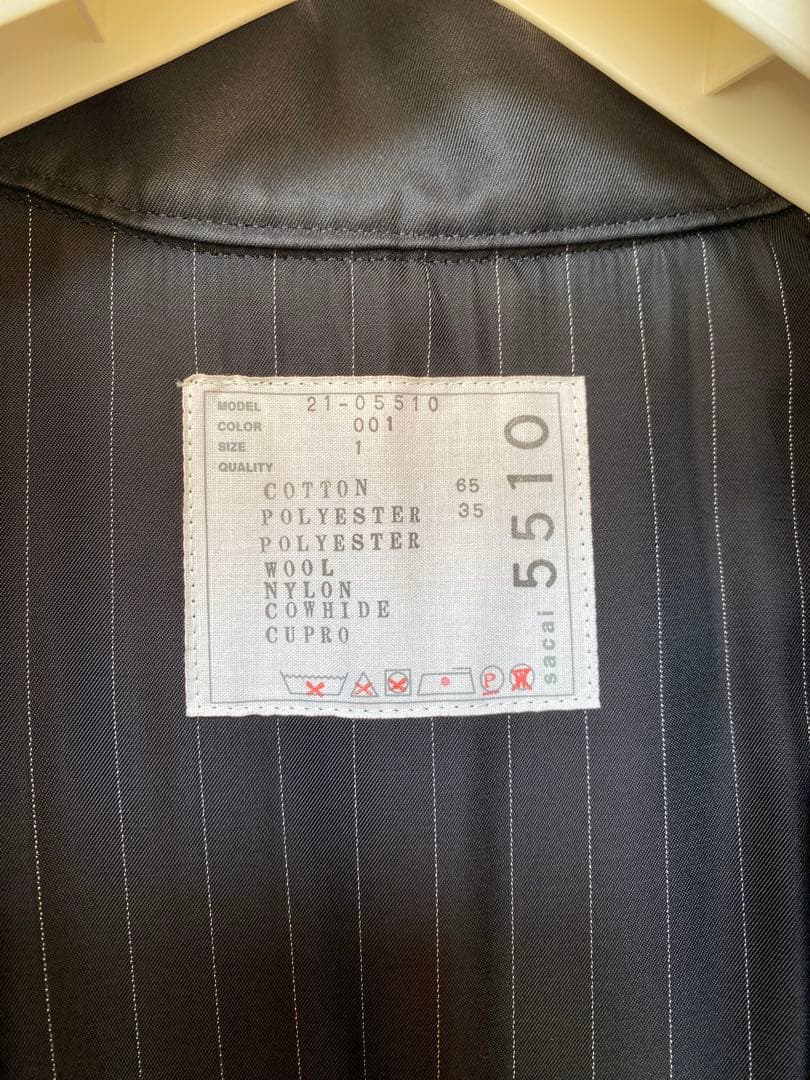 MODEL 21-05510
COLOR 001
SIZE 1
QUALITY
COTTON 65
POLYESTER 35
POLYESTER
WOOL
NYLON
COWHIDE
CUPRO
P
W
sacai 5510